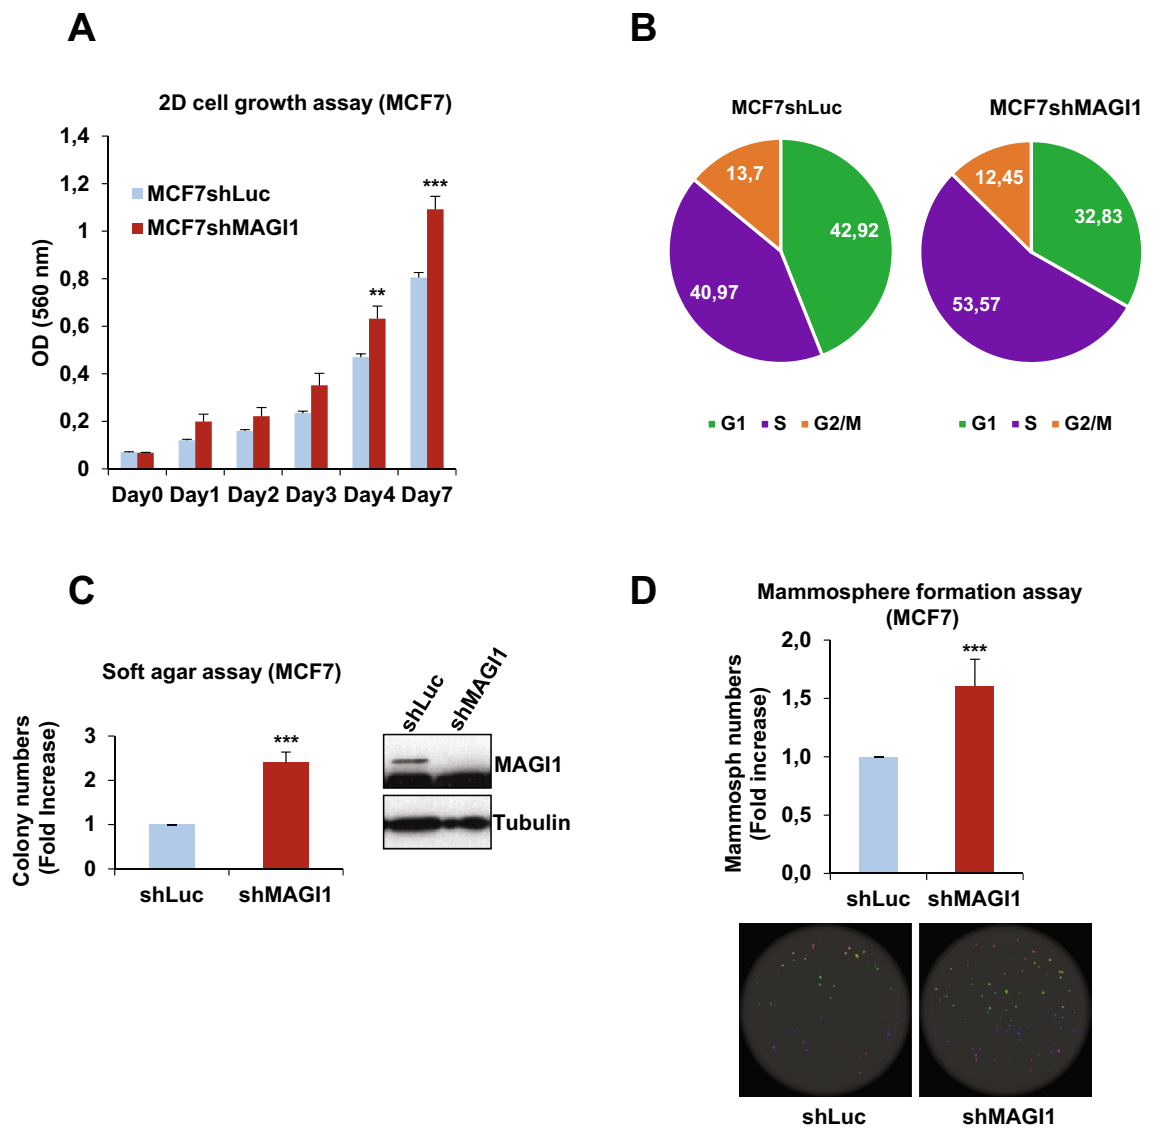 A
2D cell growth assay (MCF7)
OD (560 nm)
1,4
1,2
1
0,8
0,6
0,4
0,2
0
MCF7shLuc
MCF7shMAGI1
**
***
Day0 Day1 Day2 Day3 Day4 Day7
B
MCF7shLuc
13,7
42,92
40,97
G1 S G2/M
MCF7shMAGI1
12,45
32,83
53,57
G1 S G2/M
C
Soft agar assay (MCF7)
Colony numbers
(Fold Increase)
3
2
1
0
***
shLuc shMAGI1
shLuc
shMAGI1
MAGI1
Tubulin
D
Mammosphere formation assay
(MCF7)
Mammosph numbers
(Fold increase)
2,0
1,5
1,0
0,5
0,0
***
shLuc shMAGI1
shLuc
shMAGI1